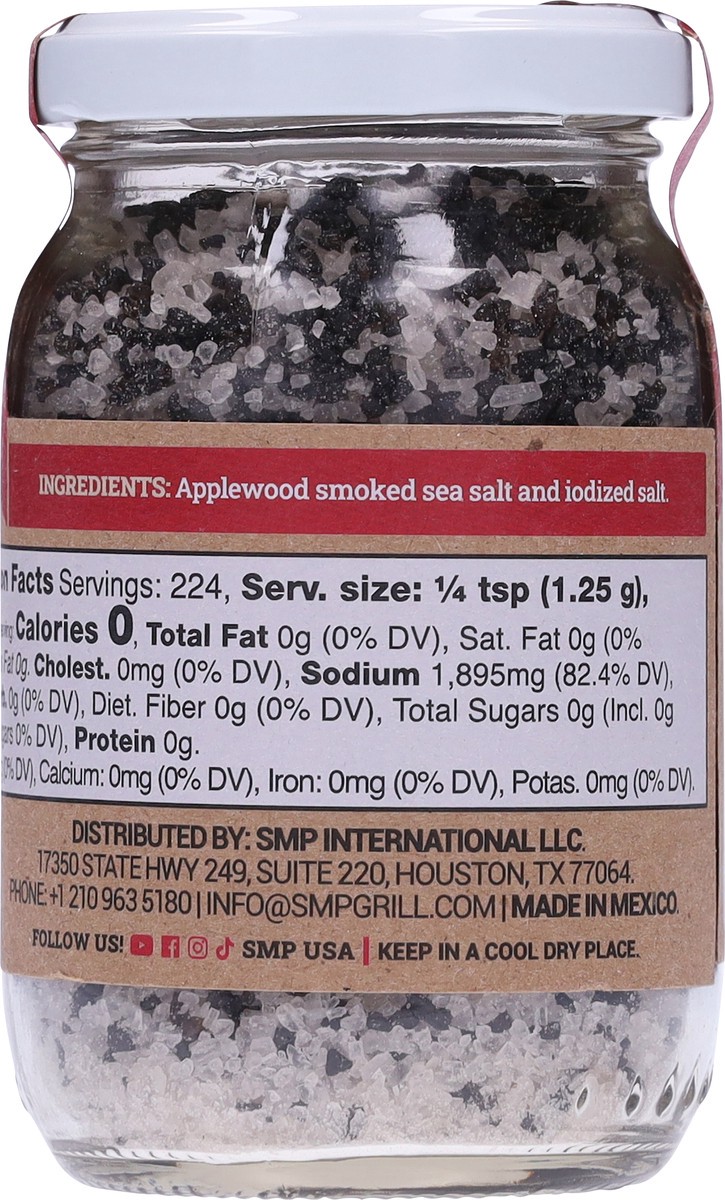 INGREDIENTS: Applewood smoked sea salt and iodized salt.
Facts Servings: 224, Serv. size: ¼ tsp (1.25 g),
Calories 0, Total Fat 0g (0% DV), Sat. Fat 0g (0%
Fat 0g. Cholest. 0mg (0% DV), Sodium 1,895mg (82.4% DV),
0g (0% DV), Diet. Fiber 0g (0% DV), Total Sugars 0g (Incl. 0g
0% DV), Protein 0g.
0% DV), Calcium: 0mg (0% DV), Iron: 0mg (0% DV), Potas. 0mg (0% DV).
DISTRIBUTED BY: SMP INTERNATIONAL LLC.
17350 STATE HWY 249, SUITE 220, HOUSTON, TX 77064.
PHONE: +1 210 963 5180 | INFO@SMPGRILL.COM | MADE IN MEXICO.
FOLLOW US! SMP USA | KEEP IN A COOL DRY PLACE.